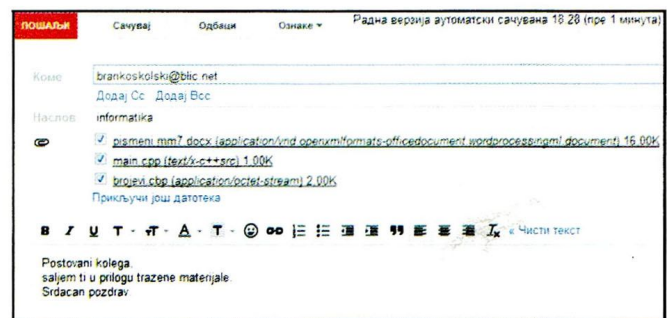 ПОШАЉИ Сачувај Одбаци Ознаке Радна верзија аутоматски сачувана 18 28 (пре 1 минута)
Коме brankoskolski@blic.net
Додај Cc Додај Bcc
Наслов informatika
pismeni mm7 docx (application/vnd openxmlformats-officedocument wordprocessingml document) 16,00K
main.cpp (text/x-c++src) 1,00K
brojevi.cbp (application/octet-stream) 2,00K
Прикључи још датотека
B I U T тT A T Tx « Чисти текст
Postovani kolega,
saljem ti u prilogu trazene materijale.
Srdacan pozdrav